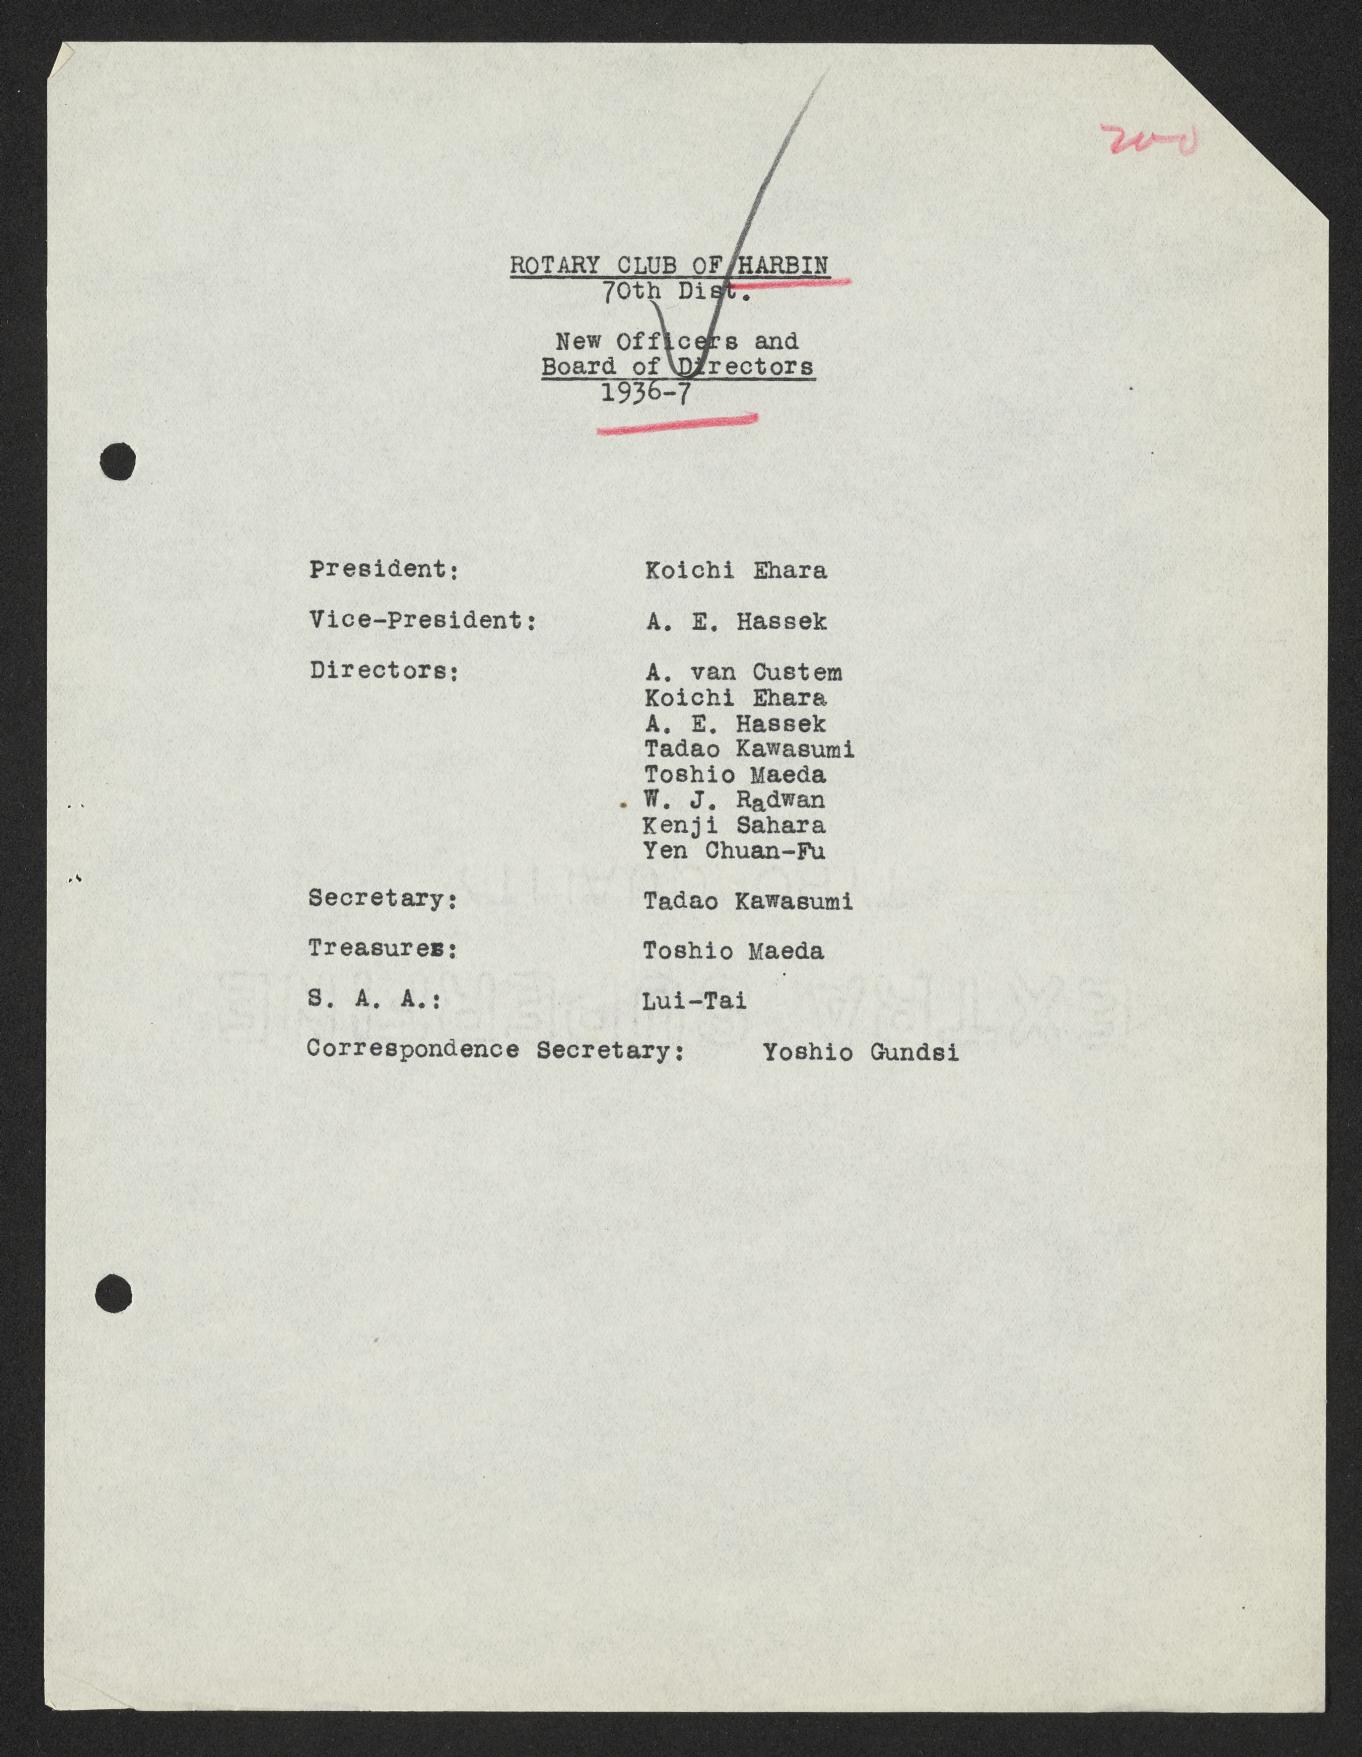 200
ROTARY CLUB OF HARBIN
70th Dist.
New Officers and
Board of Directors
1936-7
President: Koichi Ehara
Vice-President: A. E. Hassek
Directors: A. van Custem
Koichi Ehara
A. E. Hassek
Tadao Kawasumi
Toshio Maeda
W. J. Radwan
Kenji Sahara
Yen Chuan-Fu
Secretary: Tadao Kawasumi
Treasurer: Toshio Maeda
S. A. A.: Lui-Tai
Correspondence Secretary: Yoshio Gundsi